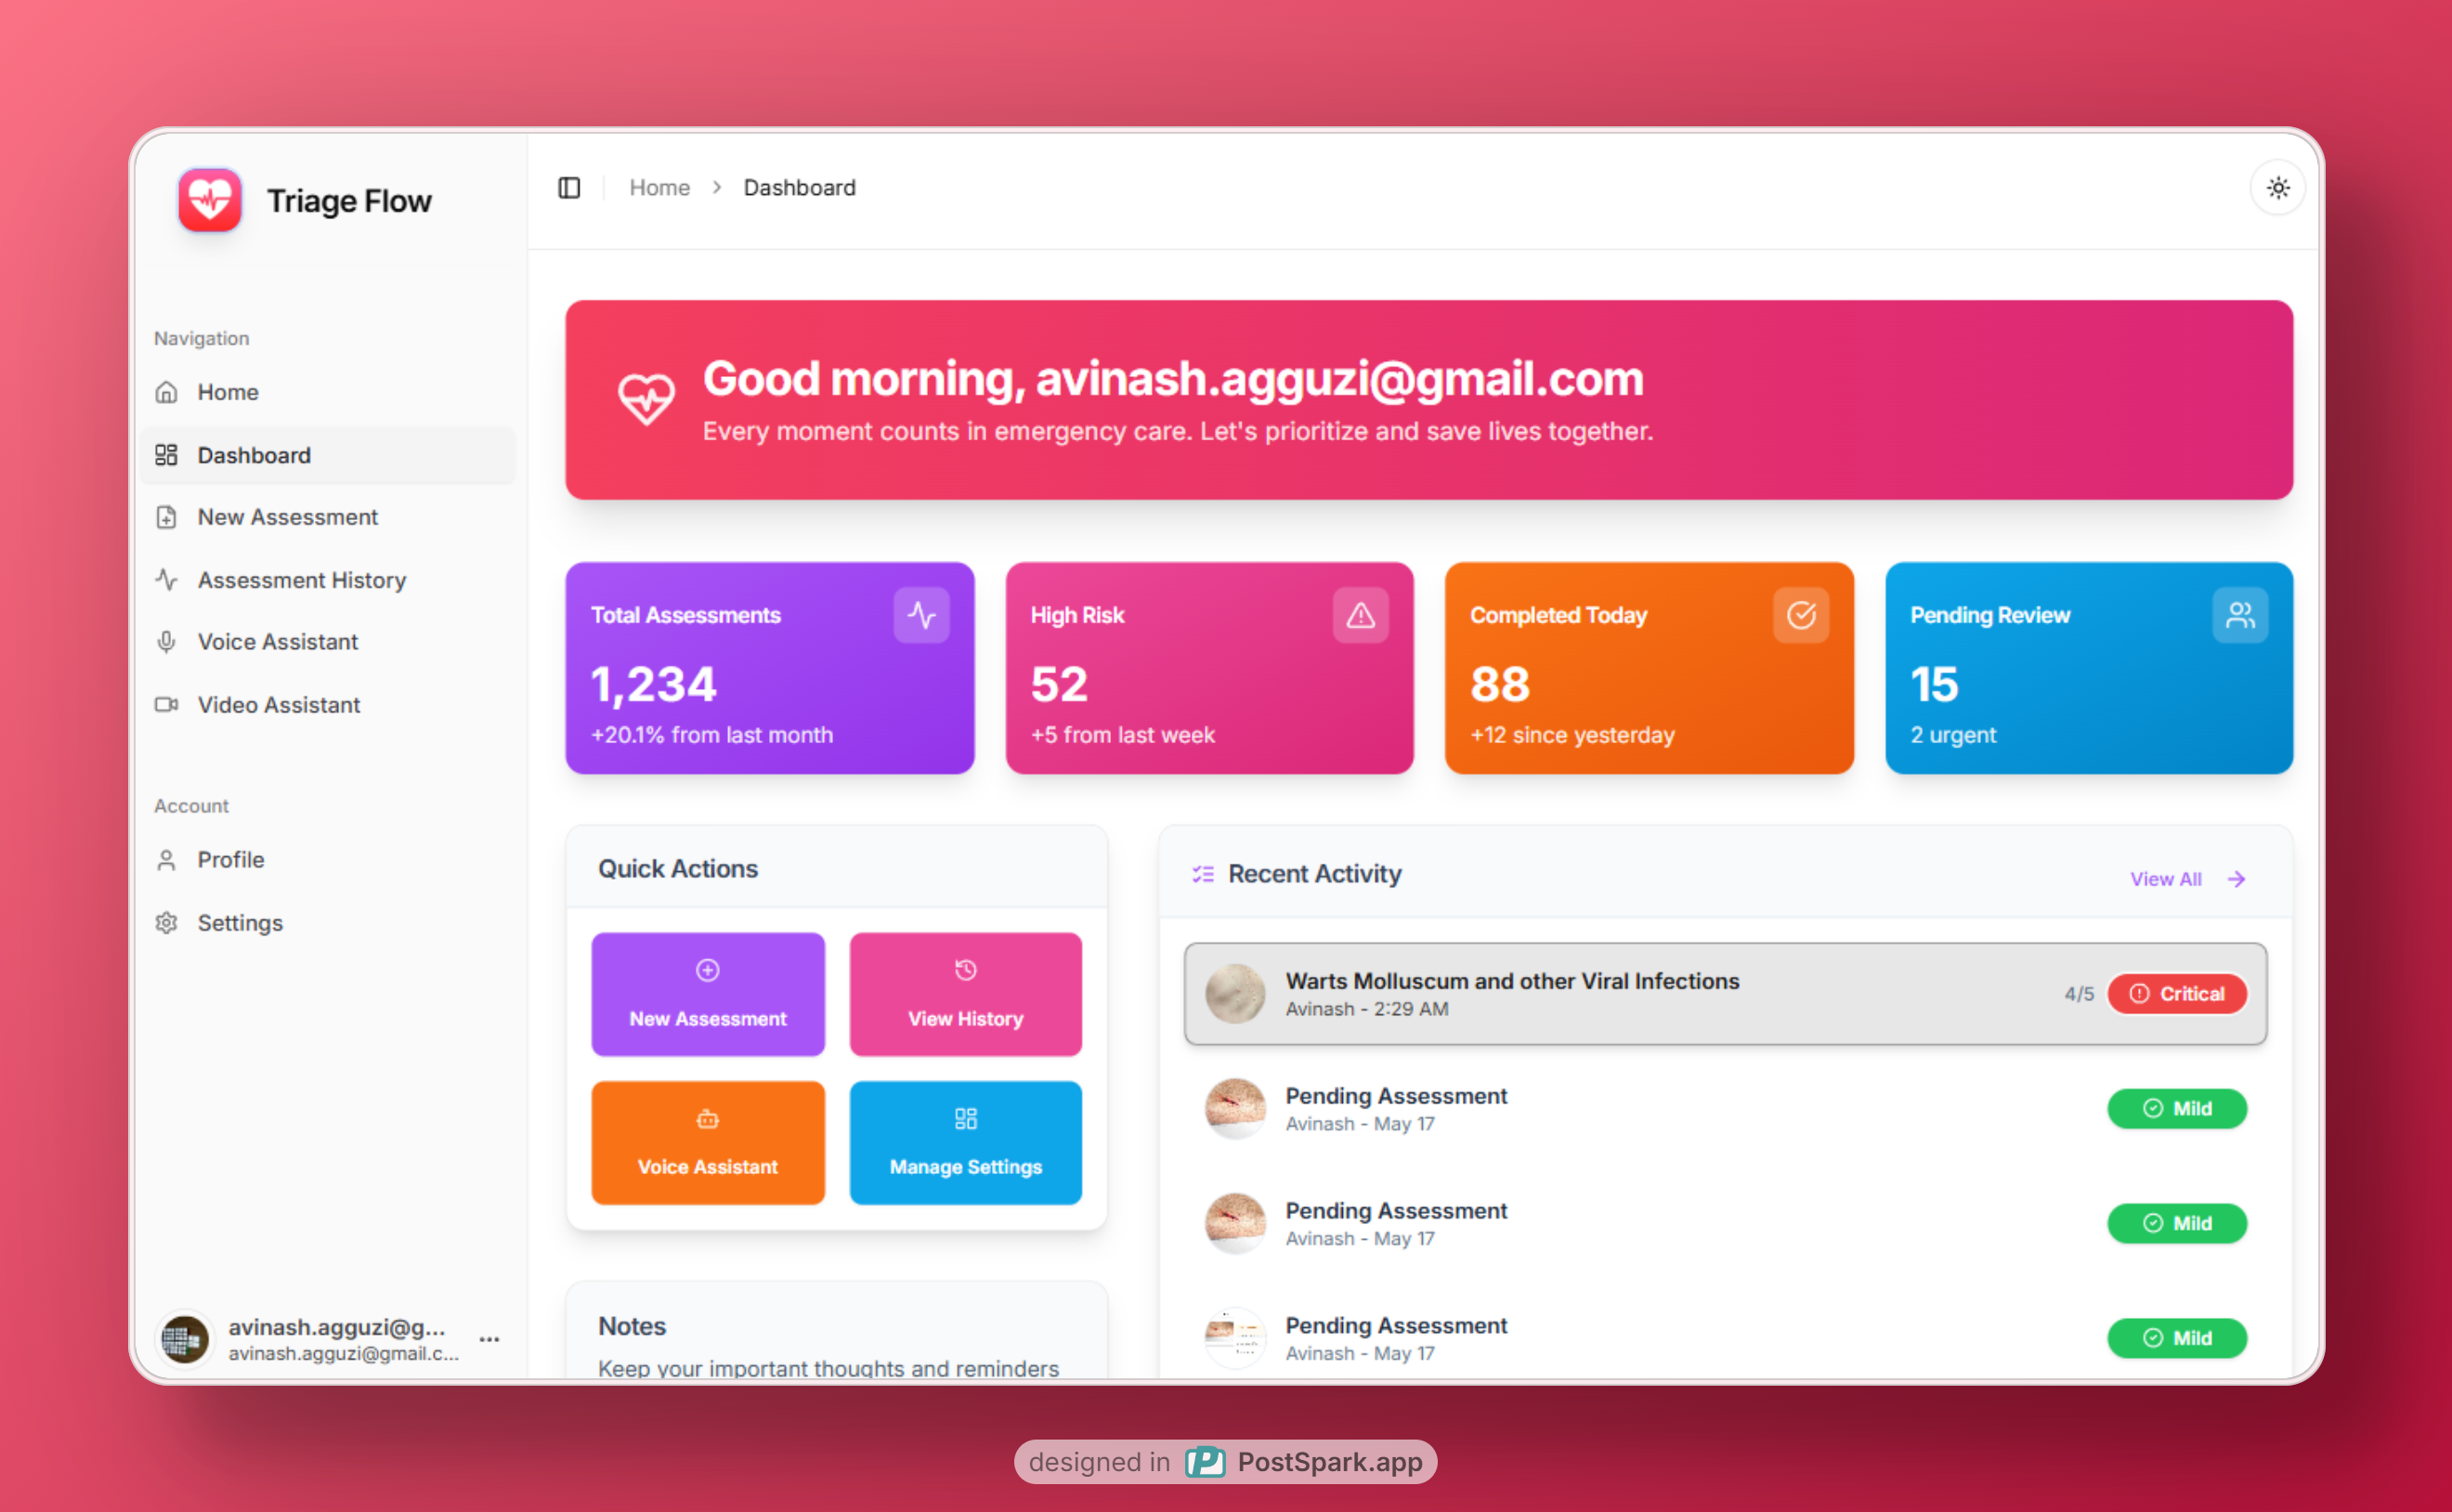 Triage Flow
Navigation
Home
Dashboard
New Assessment
Assessment History
Voice Assistant
Video Assistant
Account
Profile
Settings
avinash.agguzi@g...
avinash.agguzi@gmail.c...
Home > Dashboard
Good morning, avinash.agguzi@gmail.com
Every moment counts in emergency care. Let's prioritize and save lives together.
Total Assessments
1,234
+20.1% from last month
High Risk
52
+5 from last week
Completed Today
88
+12 since yesterday
Pending Review
15
2 urgent
Quick Actions
New Assessment
View History
Voice Assistant
Manage Settings
Notes
Keep your important thoughts and reminders
Recent Activity
View All
Warts Molluscum and other Viral Infections
Avinash - 2:29 AM
4/5
Critical
Pending Assessment
Avinash - May 17
Mild
Pending Assessment
Avinash - May 17
Mild
Pending Assessment
Avinash - May 17
Mild
designed in PostSpark.app